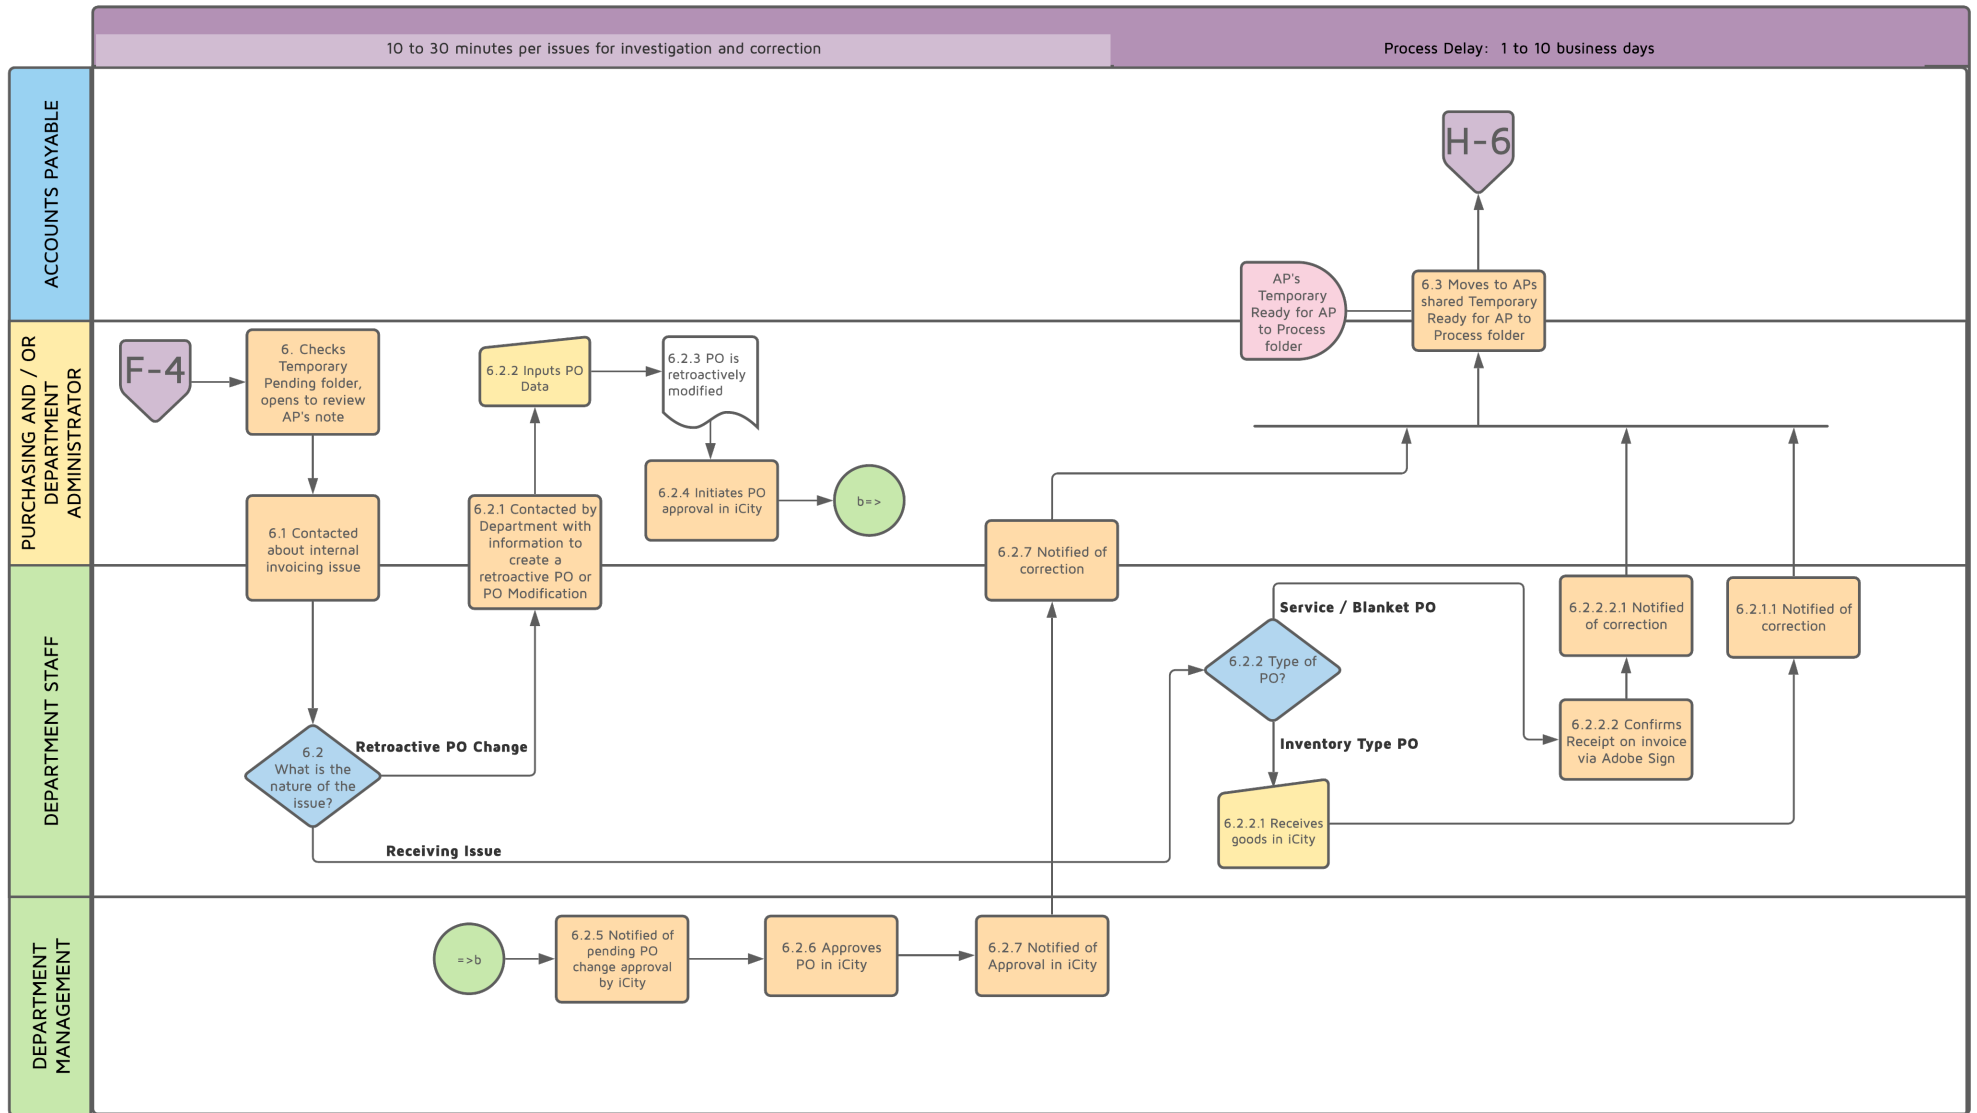 10 to 30 minutes per issues for investigation and correction
Process Delay: 1 to 10 business days
ACCOUNTS PAYABLE
H-6
AP's
Temporary
Ready for AP
to Process
folder
6.3 Moves to APs
shared Temporary
Ready for AP to
Process folder
PURCHASING AND / OR
DEPARTMENT
ADMINISTRATOR
F-4
6. Checks
Temporary
Pending folder,
opens to review
AP's note
6.2.2 Inputs PO
Data
6.2.3 PO is
retroactively
modified
6.2.4 Initiates PO
approval in iCity
b=>
6.1 Contacted
about internal
invoicing issue
6.2.1 Contacted by
Department with
information to
create a
retroactive PO or
PO Modification
6.2.7 Notified of
correction
DEPARTMENT STAFF
Service / Blanket PO
6.2.2 Type of
PO?
Inventory Type PO
6.2.2.1 Receives
goods in iCity
6.2.2.2.1 Notified
of correction
6.2.1.1 Notified of
correction
6.2.2.2 Confirms
Receipt on invoice
via Adobe Sign
6.2
What is the
nature of the
issue?
Retroactive PO Change
Receiving Issue
DEPARTMENT
MANAGEMENT
=>b
6.2.5 Notified of
pending PO
change approval
by iCity
6.2.6 Approves
PO in iCity
6.2.7 Notified of
Approval in iCity